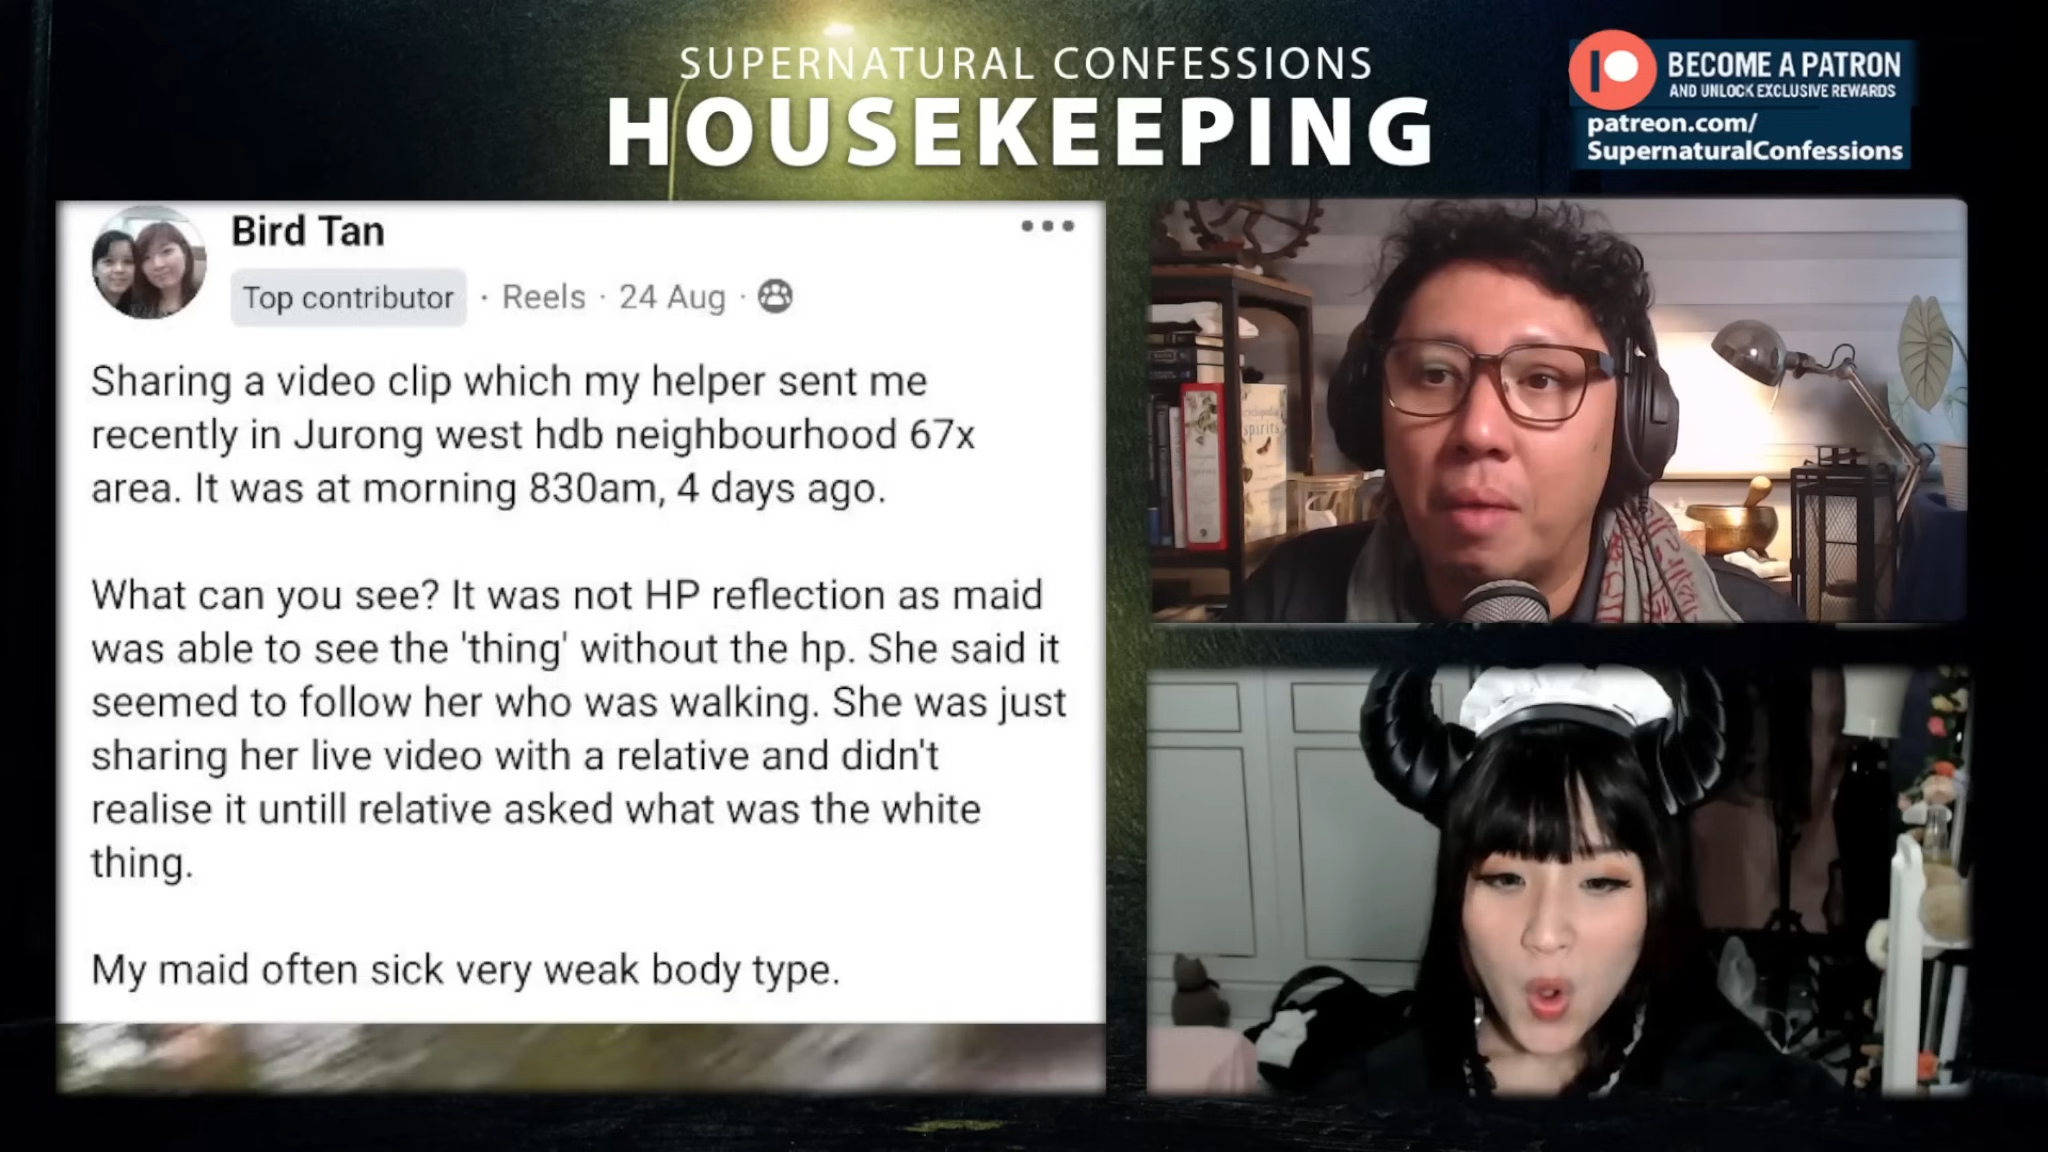 SUPERNATURAL CONFESSIONS
HOUSEKEEPING
BECOME A PATRON
AND UNLOCK EXCLUSIVE REWARDS
patreon.com/
SupernaturalConfessions
Bird Tan
Top contributor · Reels · 24 Aug ·
Sharing a video clip which my helper sent me
recently in Jurong west hdb neighbourhood 67x
area. It was at morning 830am, 4 days ago.
What can you see? It was not HP reflection as maid
was able to see the 'thing' without the hp. She said it
seemed to follow her who was walking. She was just
sharing her live video with a relative and didn't
realise it untill relative asked what was the white
thing.
My maid often sick very weak body type.
spirits